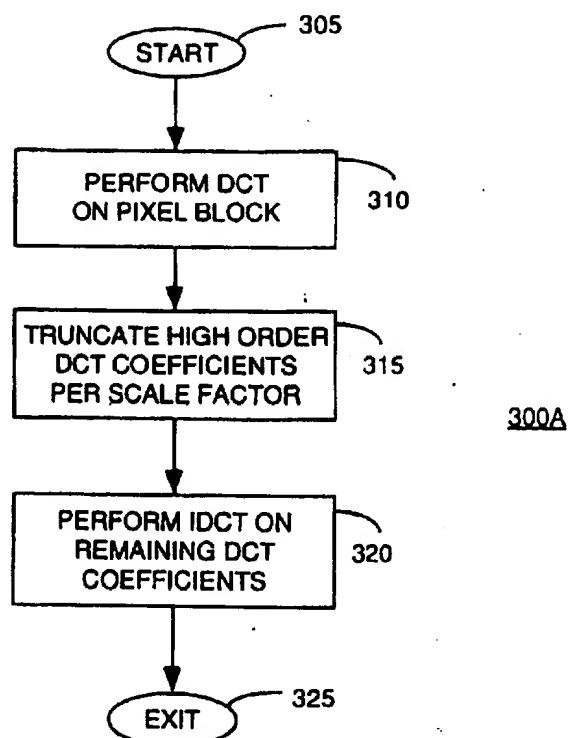 305
START
PERFORM DCT
ON PIXEL BLOCK
310
TRUNCATE HIGH ORDER
DCT COEFFICIENTS
PER SCALE FACTOR
315
300A
PERFORM IDCT ON
REMAINING DCT
COEFFICIENTS
320
325
EXIT